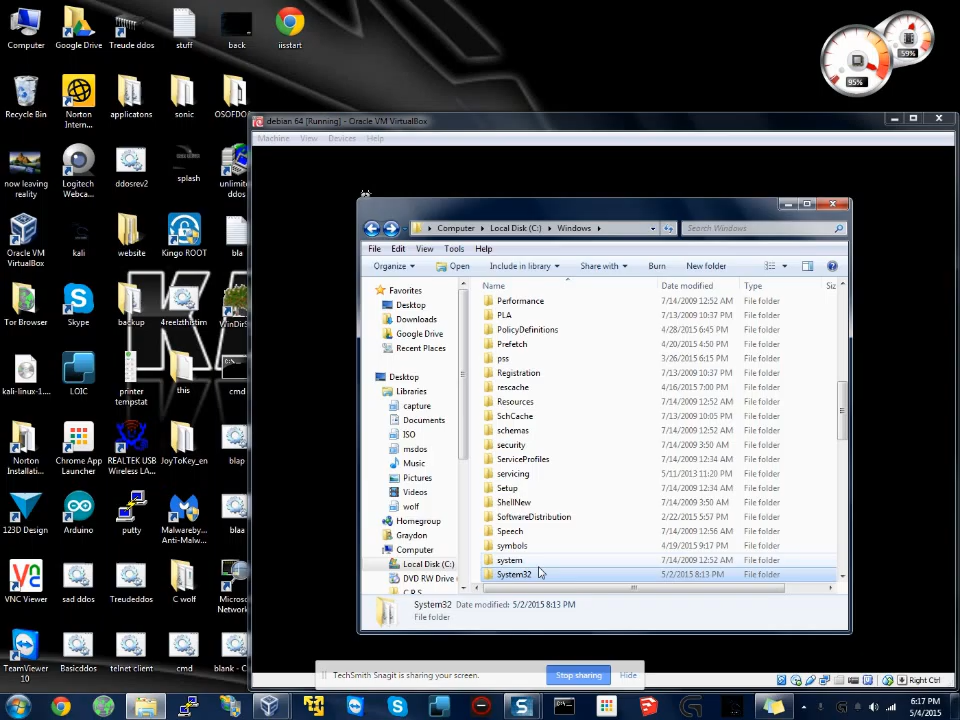 Computer
Google Drive
Treude ddos
stuff
back
iisstart
59%
95%
Recycle Bin
Norton
Intern...
applicatons
sonic
OSOFDO
now leaving
reality
Logitech
Webca...
ddosrev2
splash
unlimite
ddos
Oracle VM
VirtualBox
kali
website
Kingo ROOT
bla
Tor Browser
Skype
backup
4reelzthistim
WinDirS
kali-linux-1....
LOIC
printer
tempstat
this
cmd
Norton
Installati...
Chrome App
Launcher
REALTEK USB
Wireless LA...
JoyToKey_en
blap
123D Design
Arduino
putty
Malwareby...
Anti-Malw...
blaa
VNC Viewer
sad ddos
Treudeddos
C wolf
Microso
Network
TeamViewer
10
Basicddos
telnet client
cmd
blank - C
debian 64 [Running] - Oracle VM VirtualBox
Machine View Devices Help
Computer Local Disk (C:) Windows
Search Windows
File Edit View Tools Help
Organize Open Include in library Share with Burn New folder
Favorites
Desktop
Downloads
Google Drive
Recent Places
Desktop
Libraries
capture
Documents
ISO
msdos
Music
Pictures
Videos
wolf
Homegroup
Graydon
Computer
Local Disk (C:)
DVD RW Drive
Name Date modified Type Siz
Performance 7/14/2009 12:52 AM File folder
PLA 7/13/2009 10:37 PM File folder
PolicyDefinitions 4/28/2015 6:45 PM File folder
Prefetch 4/20/2015 4:50 PM File folder
pss 3/26/2015 6:15 PM File folder
Registration 7/13/2009 10:37 PM File folder
rescache 4/16/2015 7:00 PM File folder
Resources 7/14/2009 12:52 AM File folder
SchCache 7/13/2009 10:05 PM File folder
schemas 7/14/2009 12:52 AM File folder
security 7/14/2009 3:50 AM File folder
ServiceProfiles 7/14/2009 12:34 AM File folder
servicing 5/11/2013 11:20 PM File folder
Setup 7/14/2009 12:34 AM File folder
ShellNew 7/14/2009 3:50 AM File folder
SoftwareDistribution 2/22/2015 5:57 PM File folder
Speech 7/14/2009 12:56 AM File folder
symbols 4/19/2015 9:17 PM File folder
system 7/14/2009 12:52 AM File folder
System32 5/2/2015 8:13 PM File folder
System32 Date modified: 5/2/2015 8:13 PM
File folder
TechSmith Snagit is sharing your screen. Stop sharing Hide
Right Ctrl
6:17 PM
5/4/2015